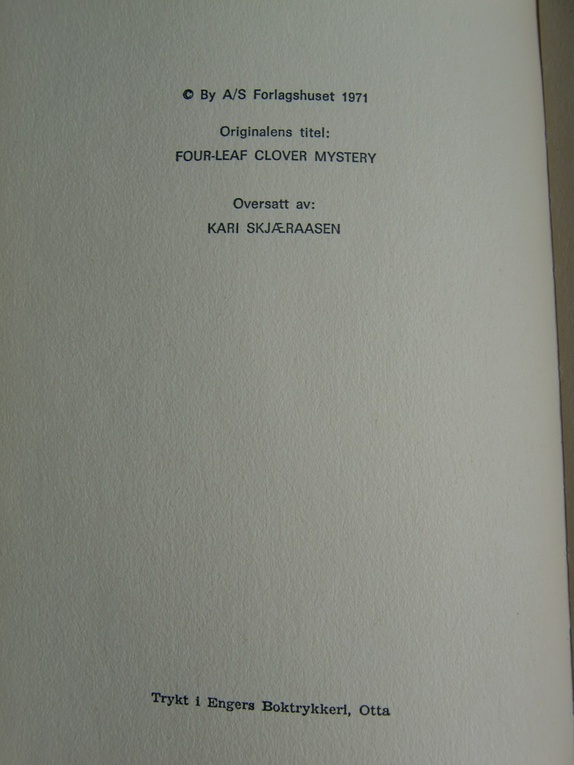 © By A/S Forlagshuset 1971
Originalens titel:
FOUR-LEAF CLOVER MYSTERY
Oversatt av:
KARI SKJÆRAASEN
Trykt i Engers Boktrykkeri, Otta